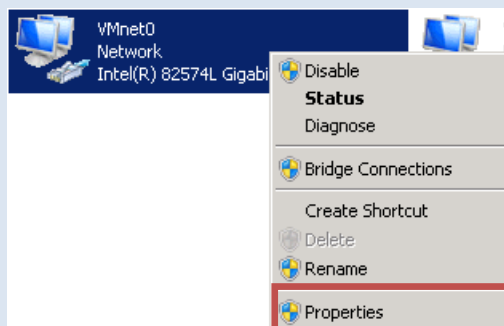 VMnet0
Network
Intel(R) 82574L Gigabi
Disable
Status
Diagnose
Bridge Connections
Create Shortcut
Delete
Rename
Properties